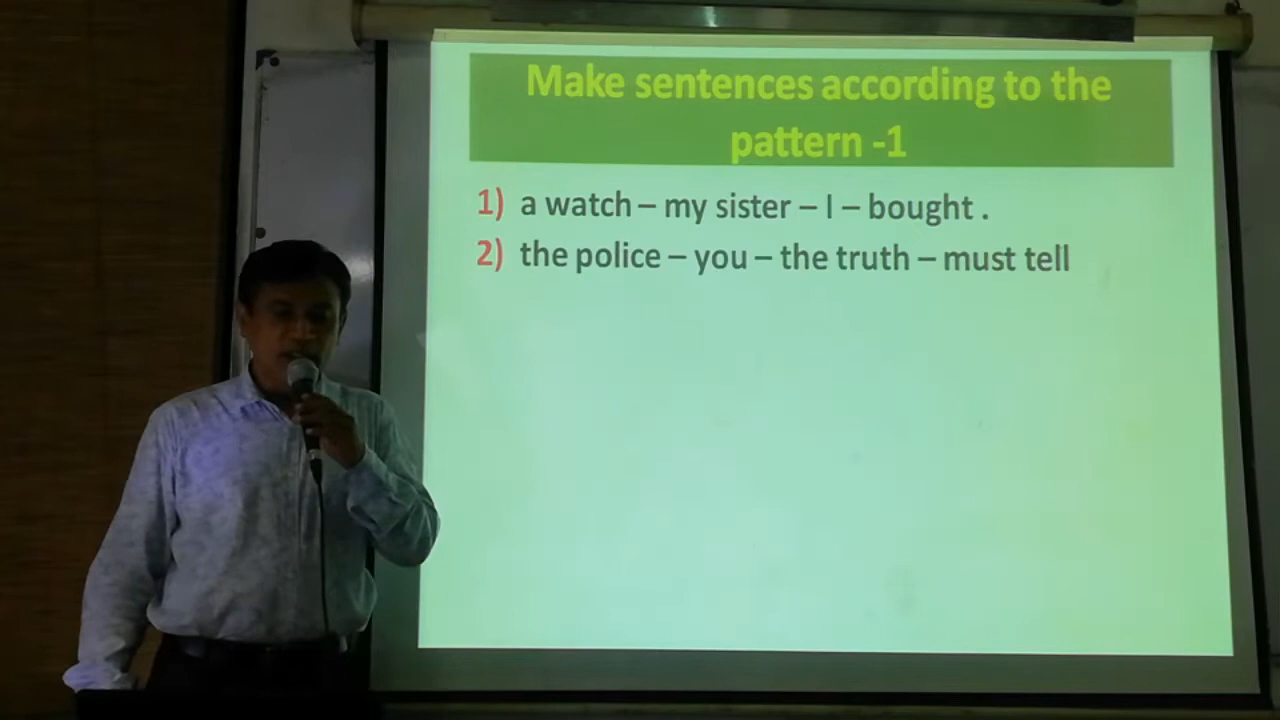 Make sentences according to the
pattern -1
1) a watch – my sister – I – bought .
2) the police – you – the truth – must tell